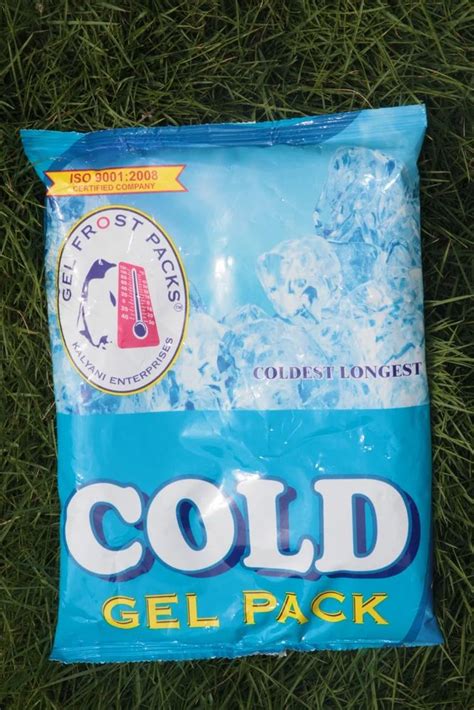 ISO 9001:2008
CERTIFIED COMPANY
GEL FROST PACKS
KALYANI ENTERPRISES
COLDEST LONGEST
COLD
GEL PACK